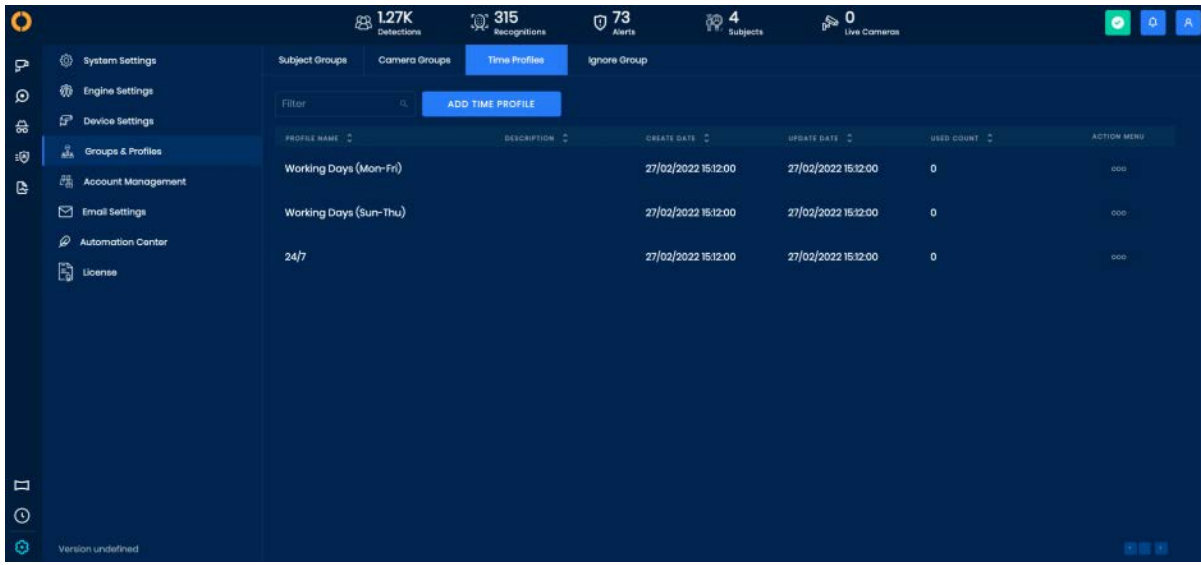 1.27K
Detections
315
Recognitions
73
Alerts
4
Subjects
0
Live Cameras
System Settings
Engine Settings
Device Settings
Groups & Profiles
Account Management
Email Settings
Automation Center
License
Version undefined
Subject Groups Camera Groups Time Profiles Ignore Group
Filter ADD TIME PROFILE
PROFILE NAME DESCRIPTION CREATE DATE UPDATE DATE USED COUNT ACTION MENU
Working Days (Mon-Fri) 27/02/2022 15:12:00 27/02/2022 15:12:00 0
Working Days (Sun-Thu) 27/02/2022 15:12:00 27/02/2022 15:12:00 0
24/7 27/02/2022 15:12:00 27/02/2022 15:12:00 0